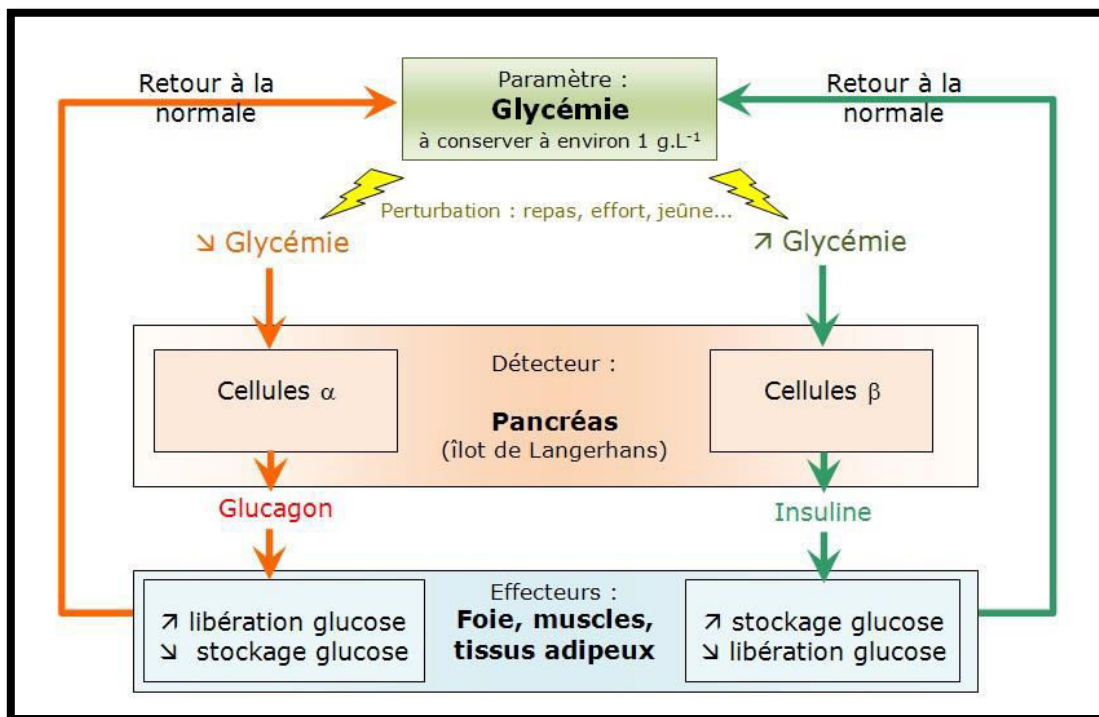 Retour à la
normale
Paramètre :
Glycémie
à conserver à environ 1 g.L⁻¹
Retour à la
normale
Perturbation : repas, effort, jeûne...
↘ Glycémie
↗ Glycémie
Cellules α
Détecteur :
Pancréas
(îlot de Langerhans)
Cellules β
Glucagon
Insuline
↗ libération glucose
↘ stockage glucose
Effecteurs :
Foie, muscles,
tissus adipeux
↗ stockage glucose
↘ libération glucose